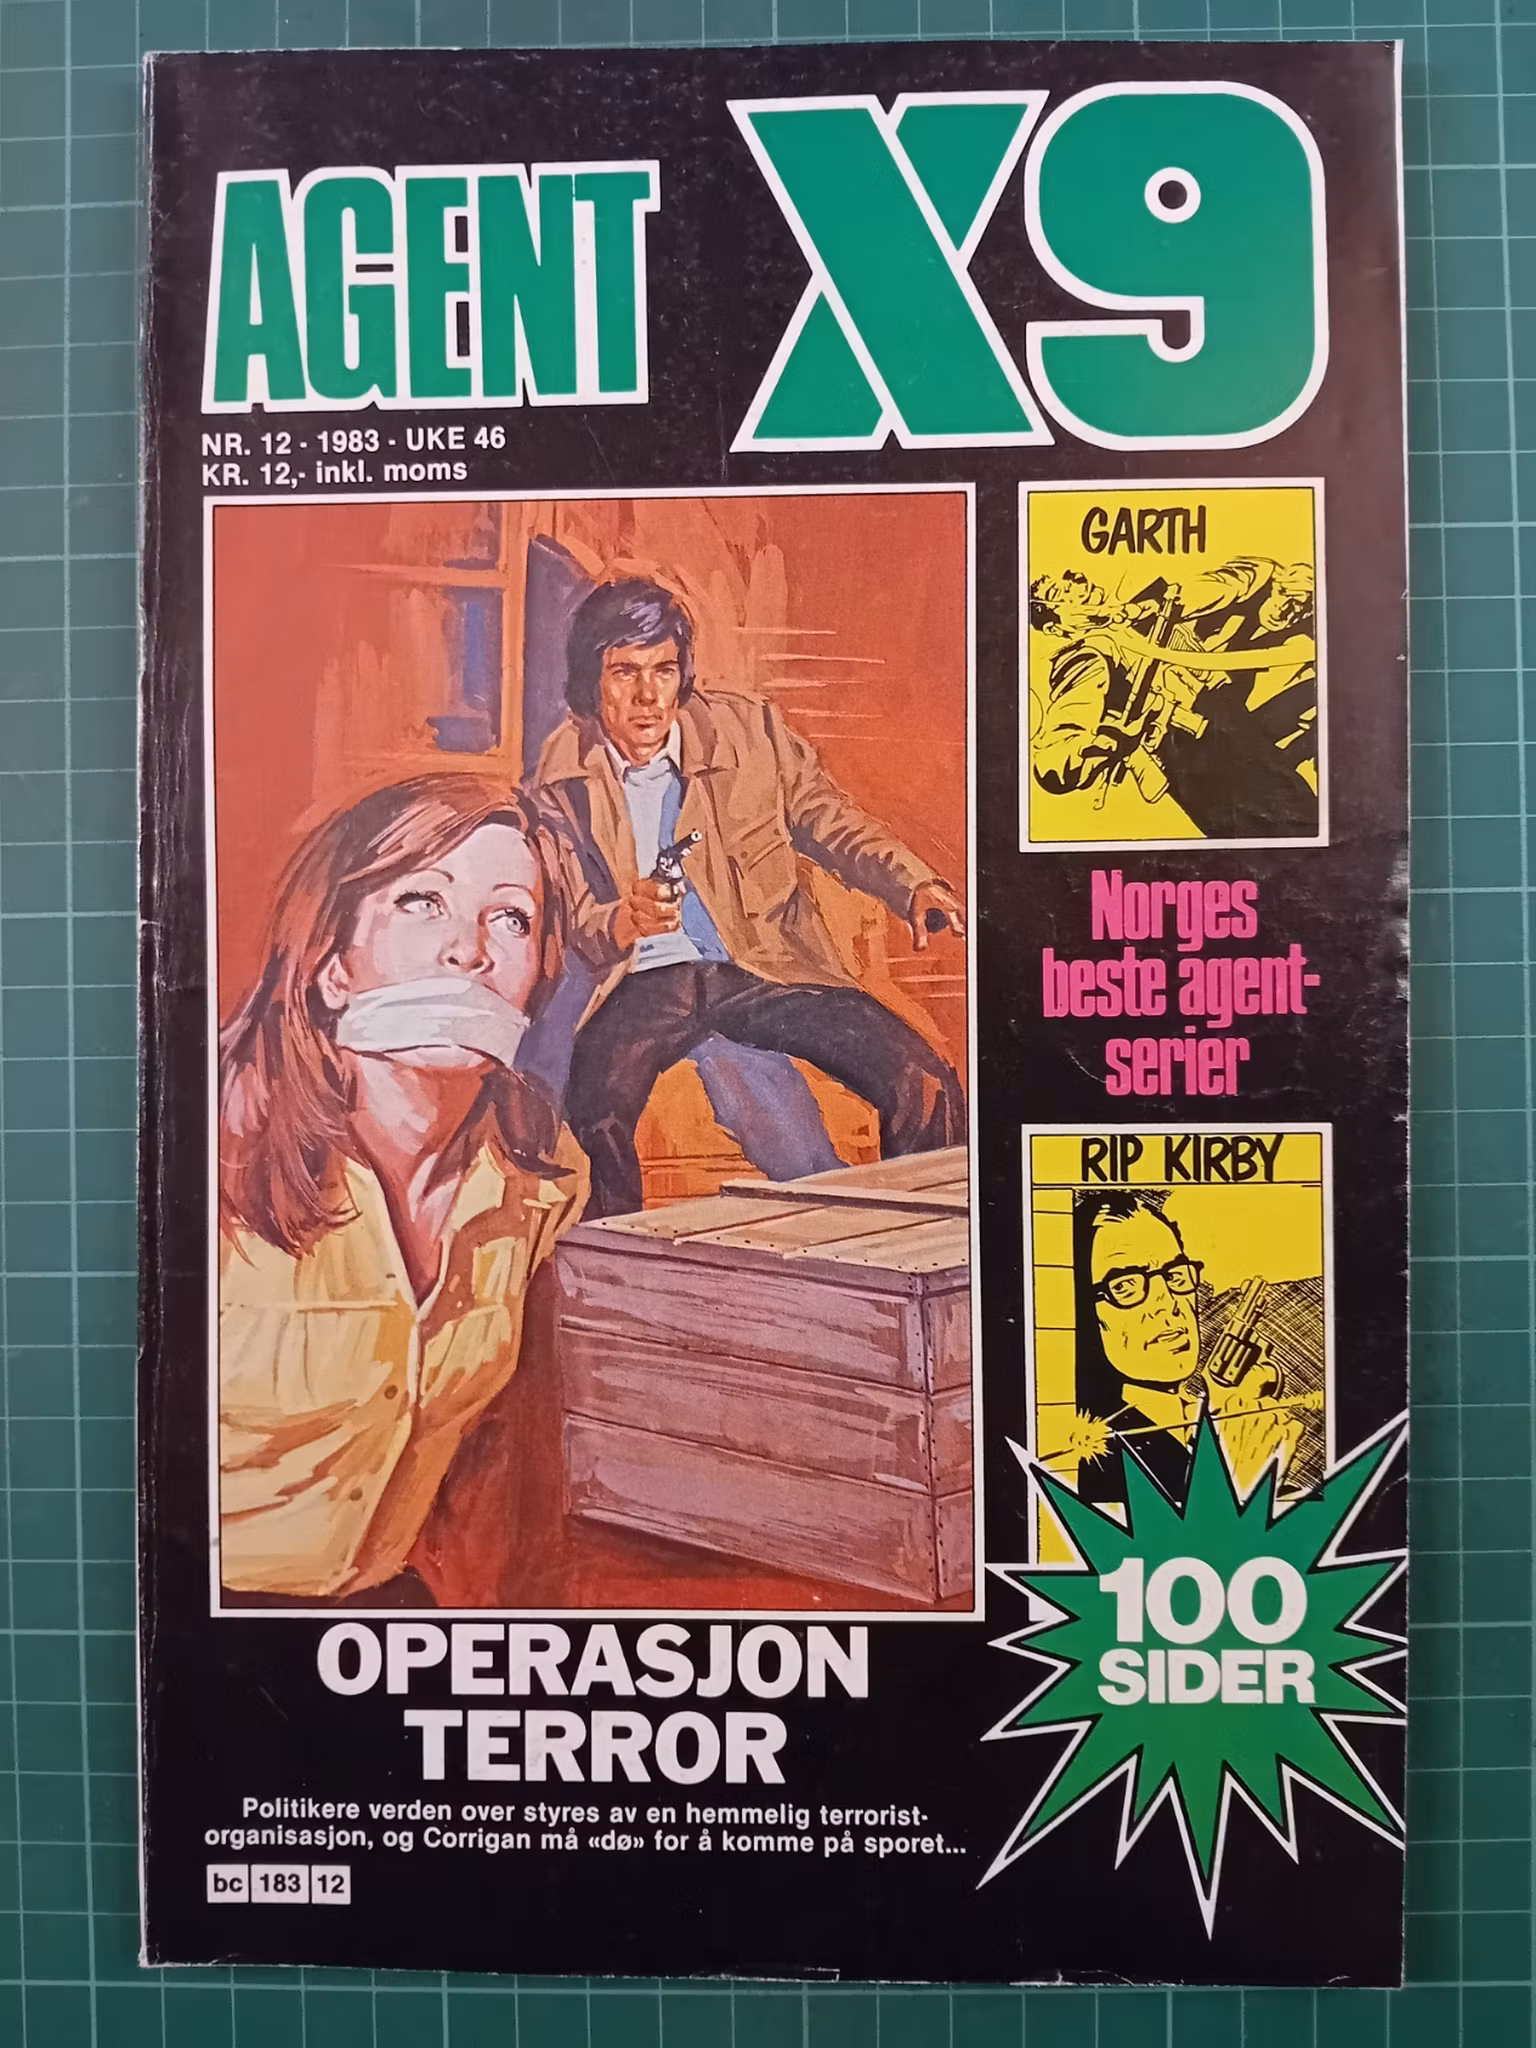 AGENT X9
NR. 12 - 1983 - UKE 46
KR. 12,- inkl. moms
GARTH
Norges
beste agent-
serier
RIP KIRBY
100
SIDER
OPERASJON
TERROR
Politikere verden over styres av en hemmelig terrorist-
organisasjon, og Corrigan må «dø» for å komme på sporet...
bc 183 12